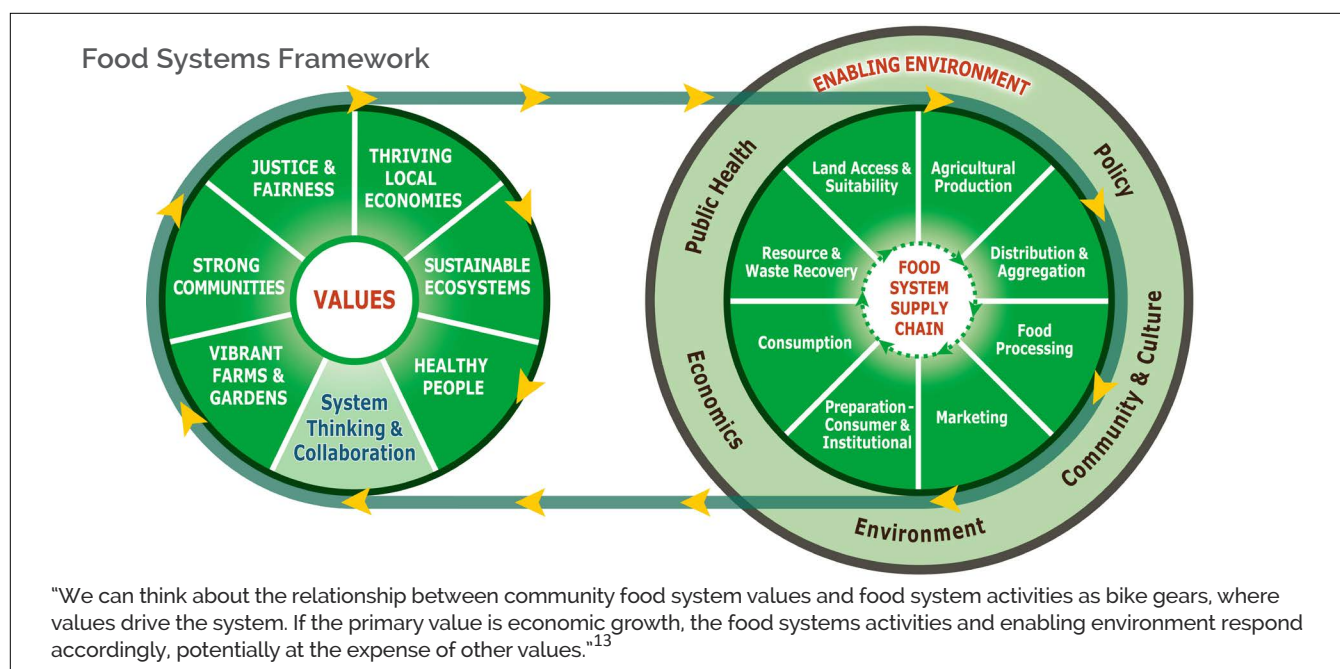 Food Systems Framework
JUSTICE &
FAIRNESS
THRIVING
LOCAL
ECONOMIES
SUSTAINABLE
ECOSYSTEMS
HEALTHY
PEOPLE
System
Thinking &
Collaboration
VIBRANT
FARMS &
GARDENS
STRONG
COMMUNITIES
VALUES
ENABLING ENVIRONMENT
Policy
Community & Culture
Environment
Economics
Public Health
Land Access &
Suitability
Agricultural
Production
Distribution &
Aggregation
Food
Processing
Marketing
Preparation -
Consumer &
Institutional
Consumption
Resource &
Waste Recovery
FOOD
SYSTEM
SUPPLY
CHAIN
"We can think about the relationship between community food system values and food system activities as bike gears, where
values drive the system. If the primary value is economic growth, the food systems activities and enabling environment respond
accordingly, potentially at the expense of other values."13